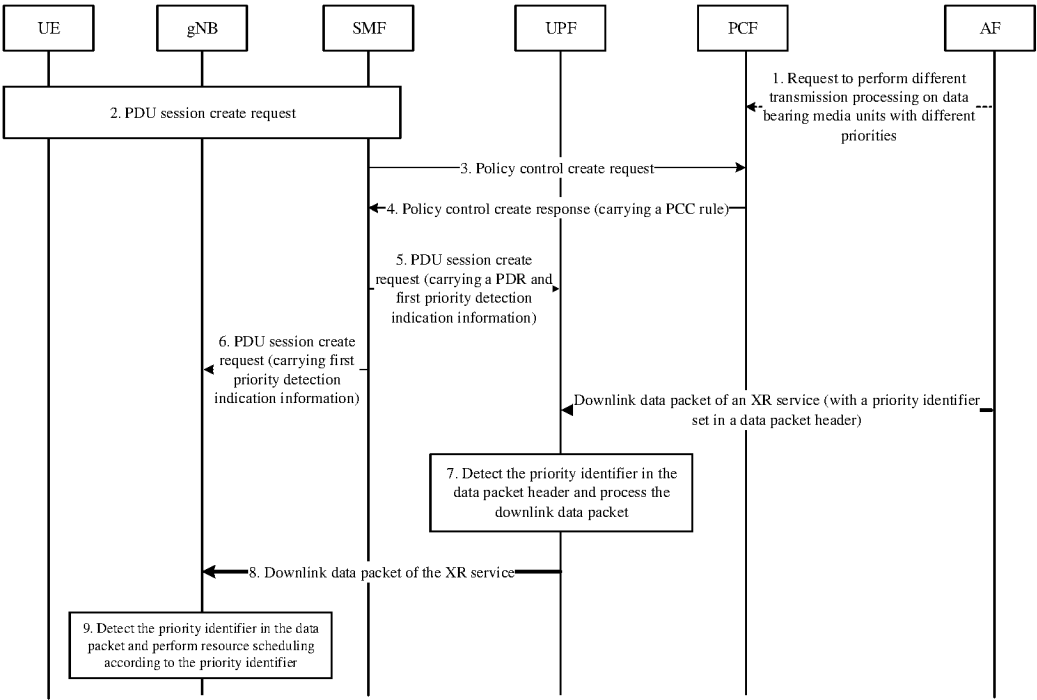 UE
gNB
SMF
UPF
PCF
AF
1. Request to perform different
transmission processing on data
bearing media units with different
priorities
2. PDU session create request
3. Policy control create request
4. Policy control create response (carrying a PCC rule)
5. PDU session create
request (carrying a PDR and
first priority detection
indication information)
6. PDU session create
request (carrying first
priority detection
indication information)
Downlink data packet of an XR service (with a priority identifier
set in a data packet header)
7. Detect the priority identifier in the
data packet header and process the
downlink data packet
8. Downlink data packet of the XR service
9. Detect the priority identifier in the data
packet and perform resource scheduling
according to the priority identifier